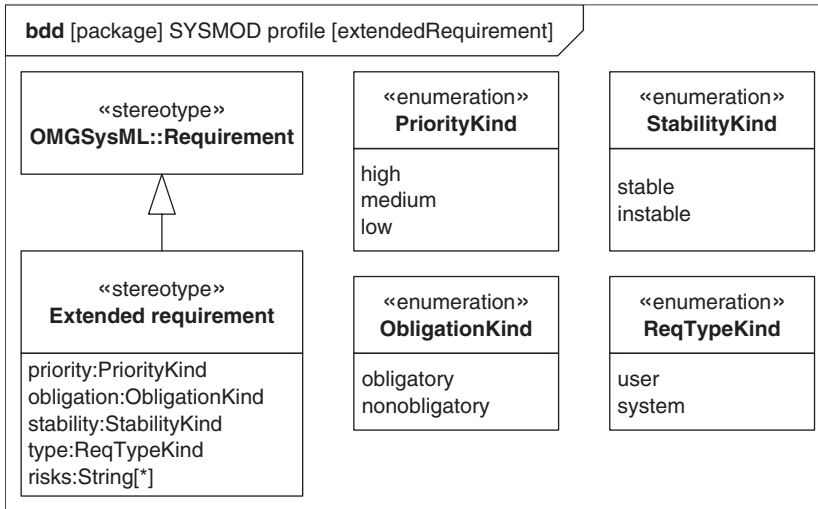 bdd [package] SYSMOD profile [extendedRequirement]
«stereotype»
OMGSysML::Requirement
«enumeration»
PriorityKind
high
medium
low
«enumeration»
StabilityKind
stable
instable
«stereotype»
Extended requirement
priority:PriorityKind
obligation:ObligationKind
stability:StabilityKind
type:ReqTypeKind
risks:String[*]
«enumeration»
ObligationKind
obligatory
nonobligatory
«enumeration»
ReqTypeKind
user
system